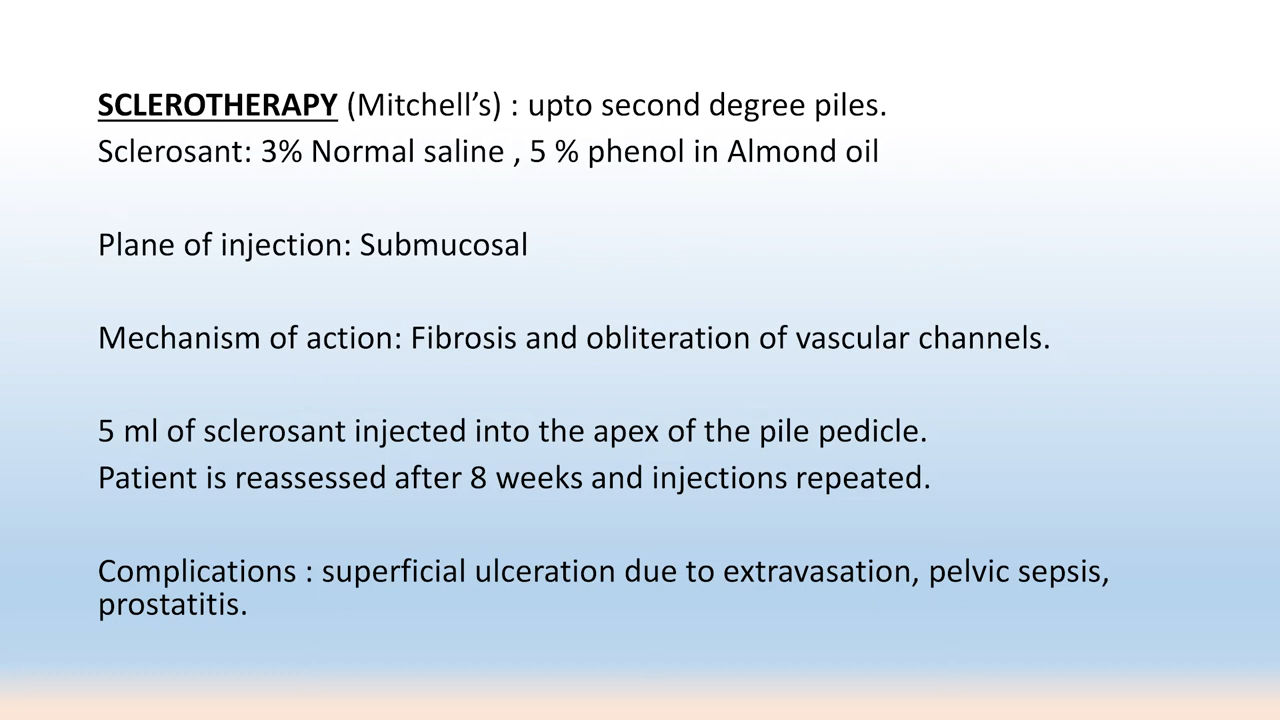 SCLEROTHERAPY (Mitchell’s) : upto second degree piles.
Sclerosant: 3% Normal saline , 5 % phenol in Almond oil
Plane of injection: Submucosal
Mechanism of action: Fibrosis and obliteration of vascular channels.
5 ml of sclerosant injected into the apex of the pile pedicle.
Patient is reassessed after 8 weeks and injections repeated.
Complications : superficial ulceration due to extravasation, pelvic sepsis,
prostatitis.